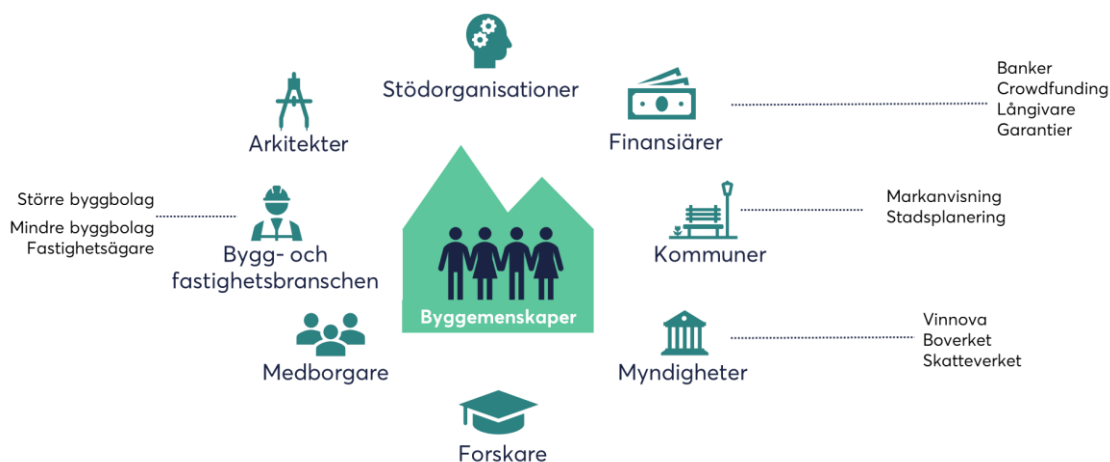 Stödorganisationer
Arkitekter
Finansiärer
Banker
Crowdfunding
Långivare
Garantier
Större byggbolag
Mindre byggbolag
Fastighetsägare
Bygg- och
fastighetsbranschen
Byggemenskaper
Kommuner
Markanvisning
Stadsplanering
Medborgare
Myndigheter
Vinnova
Boverket
Skatteverket
Forskare